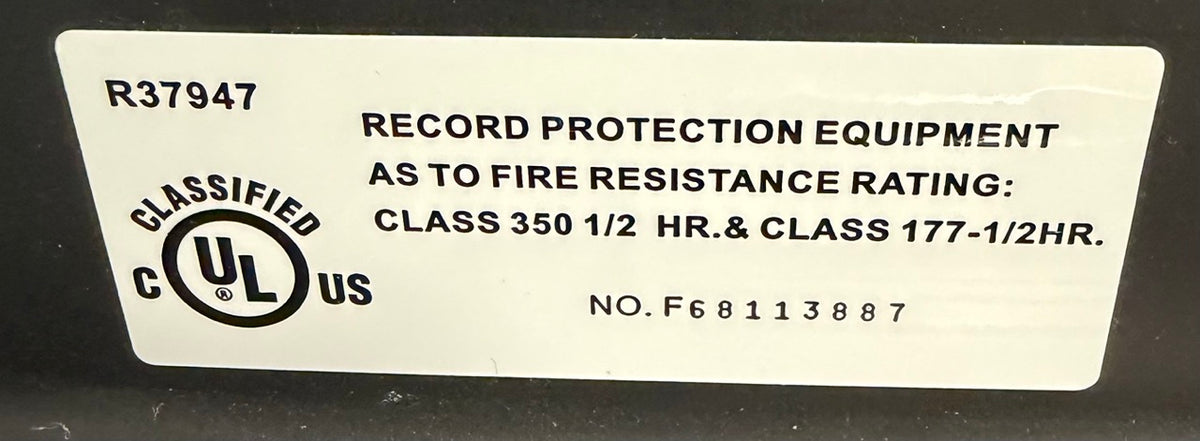 R37947
RECORD PROTECTION EQUIPMENT
AS TO FIRE RESISTANCE RATING:
CLASS 350 1/2 HR.& CLASS 177-1/2HR.
CLASSIFIED
C UL® US
NO. F68113887